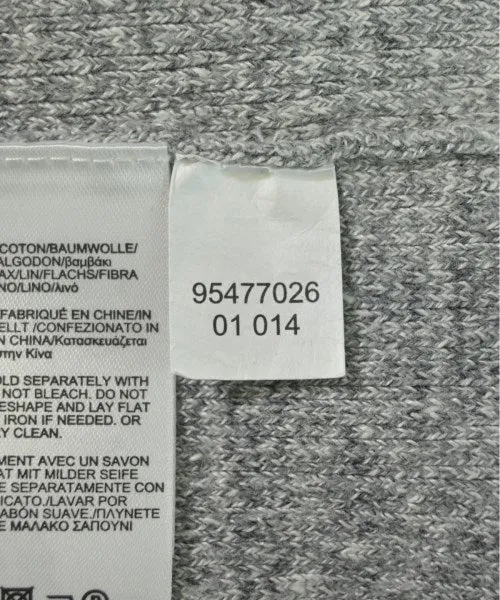 COTON/BAUMWOLLE/
ALGODON/βαμβάκι
AX/LIN/FLACHS/FIBRA
NO/LINO/λινό
FABRIQUÉ EN CHINE/IN
ELLT /CONFEZIONATO IN
N CHINA/Κατασκευάζεται
στην Κίνα
OLD SEPARATELY WITH
NOT BLEACH. DO NOT
ESHAPE AND LAY FLAT
IRON IF NEEDED. OR
Y CLEAN.
MENT AVEC UN SAVON
AT MIT MILDER SEIFE
E SEPARATAMENTE CON
ICATO./LAVAR POR
ABÓN SUAVE./ΠΛΥΝΕΤΕ
Ε ΜΑΛΑΚΟ ΣΑΠΟΥΝΙ
P
95477026
01 014